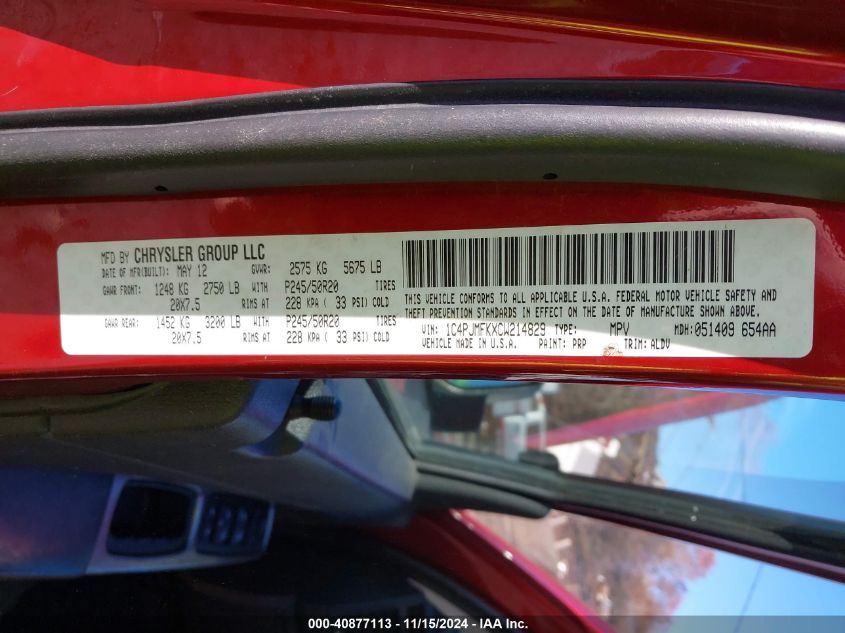 MFD BY CHRYSLER GROUP LLC
DATE OF MFR(BUILT): MAY 12 GVWR: 2575 KG 5675 LB
GAWR FRONT: 1248 KG 2750 LB WITH P245/50R20 TIRES
20X7.5 RIMS AT 228 KPA ( 33 PSI) COLD
GAWR REAR: 1452 KG 3200 LB WITH P245/50R20 TIRES
20X7.5 RIMS AT 228 KPA ( 33 PSI) COLD
THIS VEHICLE CONFORMS TO ALL APPLICABLE U.S.A. FEDERAL MOTOR VEHICLE SAFETY AND
THEFT PREVENTION STANDARDS IN EFFECT ON THE DATE OF MANUFACTURE SHOWN ABOVE.
VIN: 1C4PJMFKXCW214829 TYPE: MPV MDH: 051409 654AA
VEHICLE MADE IN U.S.A. PAINT: PRP TRIM: ALDV
000-40877113 - 11/15/2024 - IAA Inc.